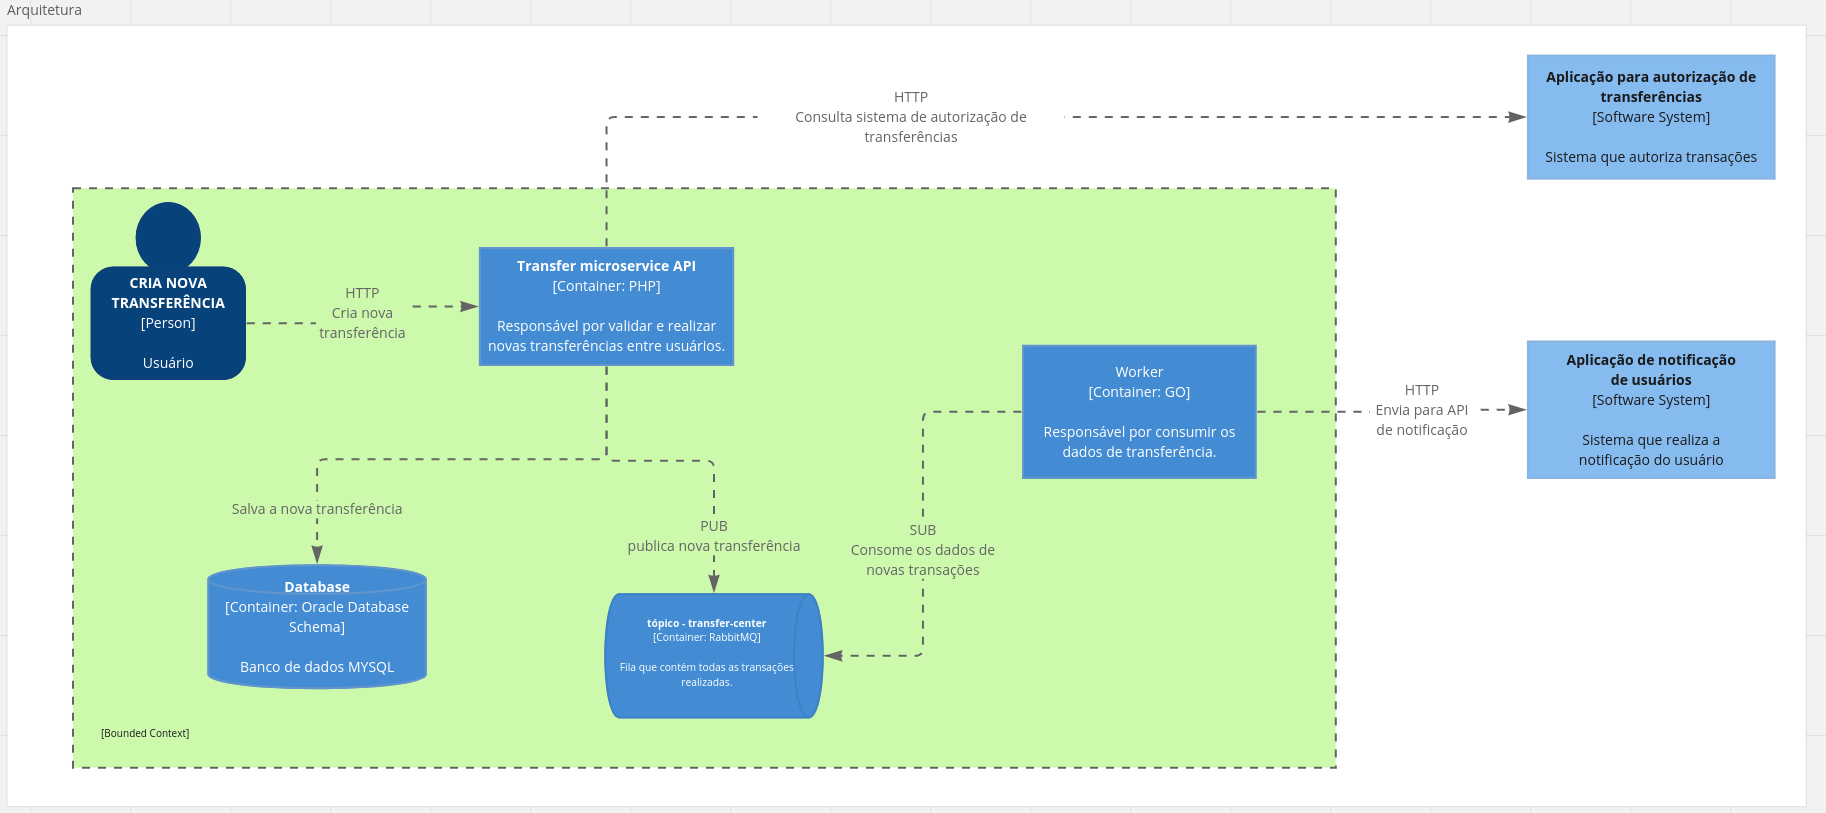 Arquitetura
Aplicação para autorização de
transferências
[Software System]
Sistema que autoriza transações
HTTP
Consulta sistema de autorização de
transferências
CRIA NOVA
TRANSFERÊNCIA
[Person]
Usuário
HTTP
Cria nova
transferência
Transfer microservice API
[Container: PHP]
Responsável por validar e realizar
novas transferências entre usuários.
Worker
[Container: GO]
Responsável por consumir os
dados de transferência.
HTTP
Envia para API
de notificação
Aplicação de notificação
de usuários
[Software System]
Sistema que realiza a
notificação do usuário
Salva a nova transferência
PUB
publica nova transferência
SUB
Consome os dados de
novas transações
Database
[Container: Oracle Database
Schema]
Banco de dados MYSQL
tópico - transfer-center
[Container: RabbitMQ]
Fila que contém todas as transações
realizadas.
[Bounded Context]